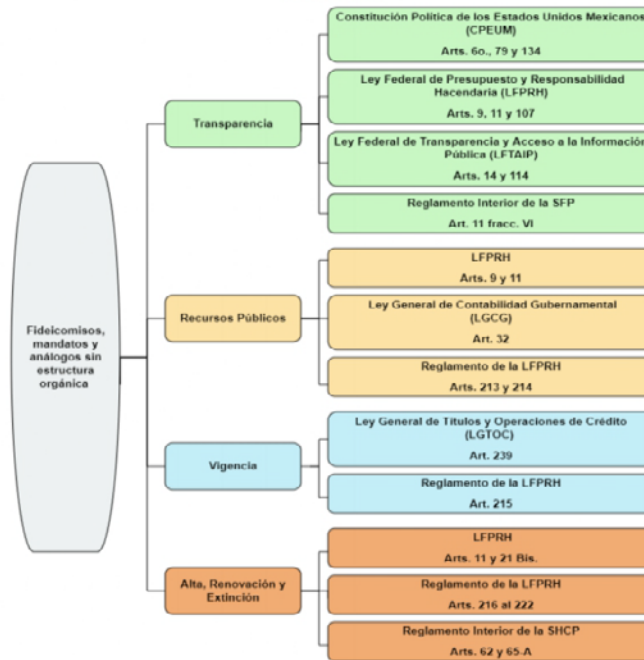 Fideicomisos,
mandatos y
análogos sin
estructura
orgánica
Transparencia
Constitución Política de los Estados Unidos Mexicanos
(CPEUM)
Arts. 6o., 79 y 134
Ley Federal de Presupuesto y Responsabilidad
Hacendaria (LFPRH)
Arts. 9, 11 y 107
Ley Federal de Transparencia y Acceso a la Información
Pública (LFTAIP)
Arts. 14 y 114
Reglamento Interior de la SFP
Art. 11 fracc. VI
Recursos Públicos
LFPRH
Arts. 9 y 11
Ley General de Contabilidad Gubernamental
(LGCG)
Art. 32
Reglamento de la LFPRH
Arts. 213 y 214
Vigencia
Ley General de Títulos y Operaciones de Crédito
(LGTOC)
Art. 239
Reglamento de la LFPRH
Art. 215
Alta, Renovación y
Extinción
LFPRH
Arts. 11 y 21 Bis.
Reglamento de la LFPRH
Arts. 216 al 222
Reglamento Interior de la SHCP
Arts. 62 y 65-A